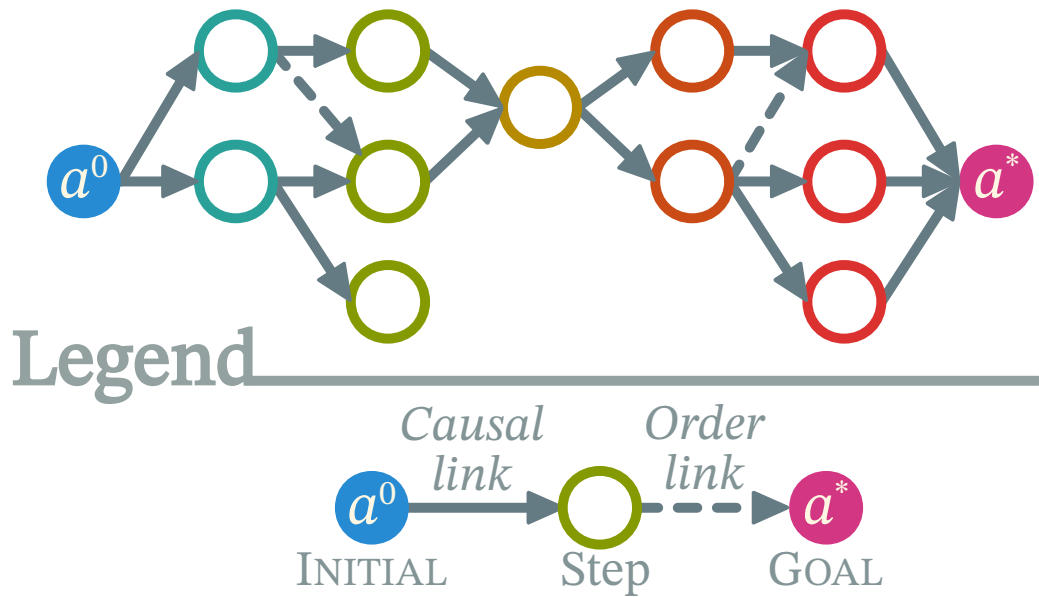 a⁰
a*
Legend
Causal link
Order link
a⁰
a*
INITIAL
Step
GOAL